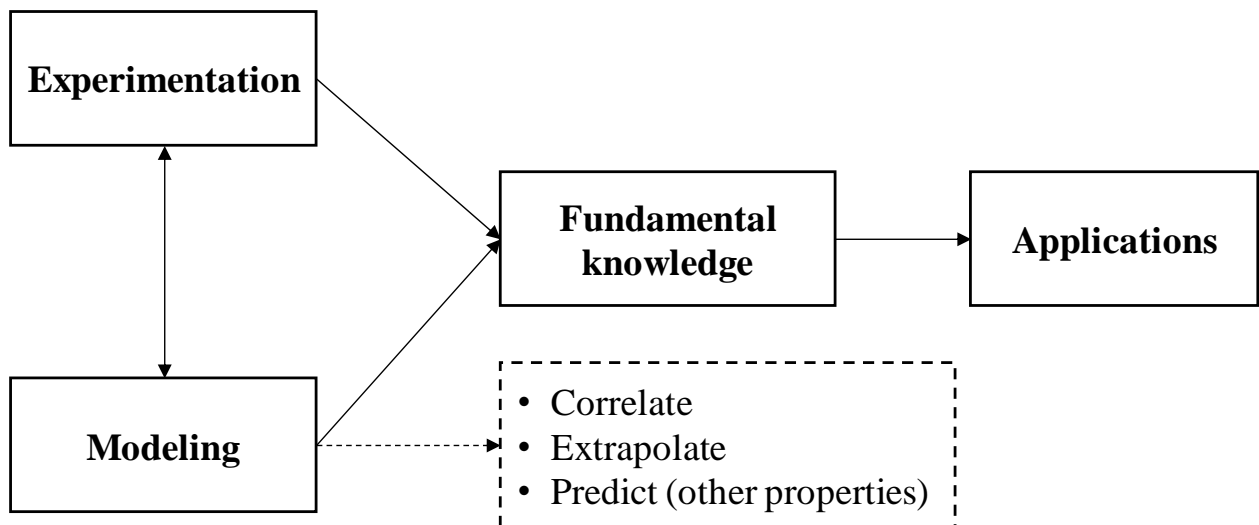 Experimentation
Fundamental
knowledge
Applications
Modeling
• Correlate
• Extrapolate
• Predict (other properties)